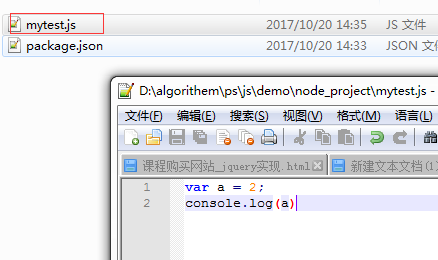 mytest.js 2017/10/20 14:35 JS 文件
package.json 2017/10/20 14:33 JSON 文
D:\algorithem\ps\js\demo\node_project\mytest.js -
文件(F) 编辑(E) 搜索(S) 视图(V) 格式(M) 语言(L)
课程购买网站_jquery实现.html 新建文本文档(1)
1 var a = 2;
2 console.log(a)